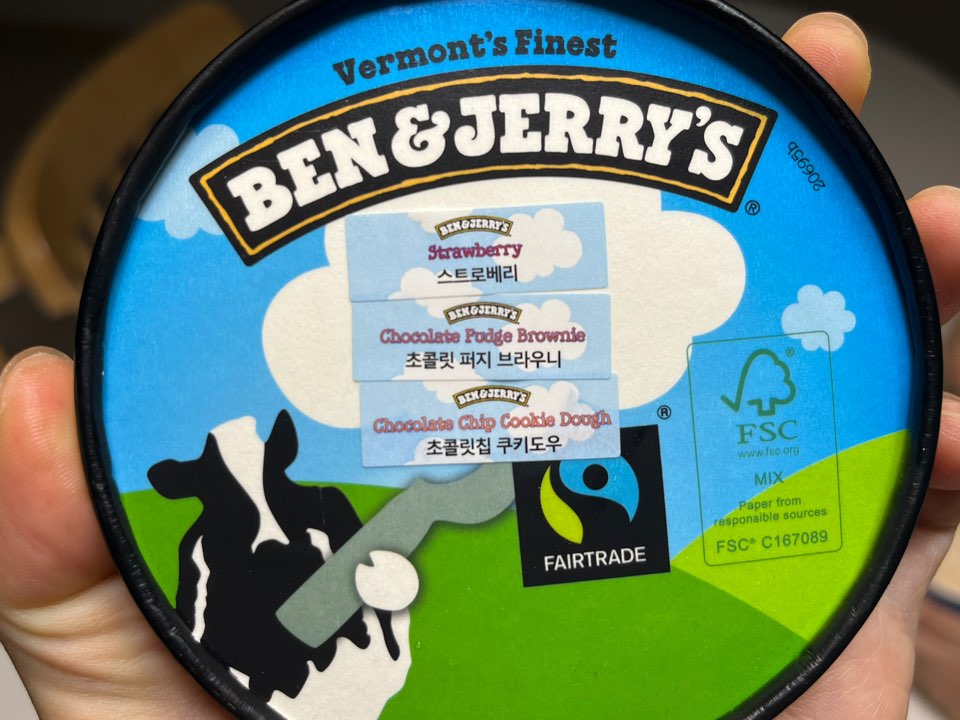 Vermont's Finest
BEN & JERRY'S
®
20695b
BEN & JERRY'S
Strawberry
스트로베리
BEN & JERRY'S
Chocolate Fudge Brownie
초콜릿 퍼지 브라우니
BEN & JERRY'S
Chocolate Chip Cookie Dough
초콜릿칩 쿠키도우
®
FAIRTRADE
®
FSC
www.fsc.org
MIX
Paper from
responsible sources
FSC® C167089